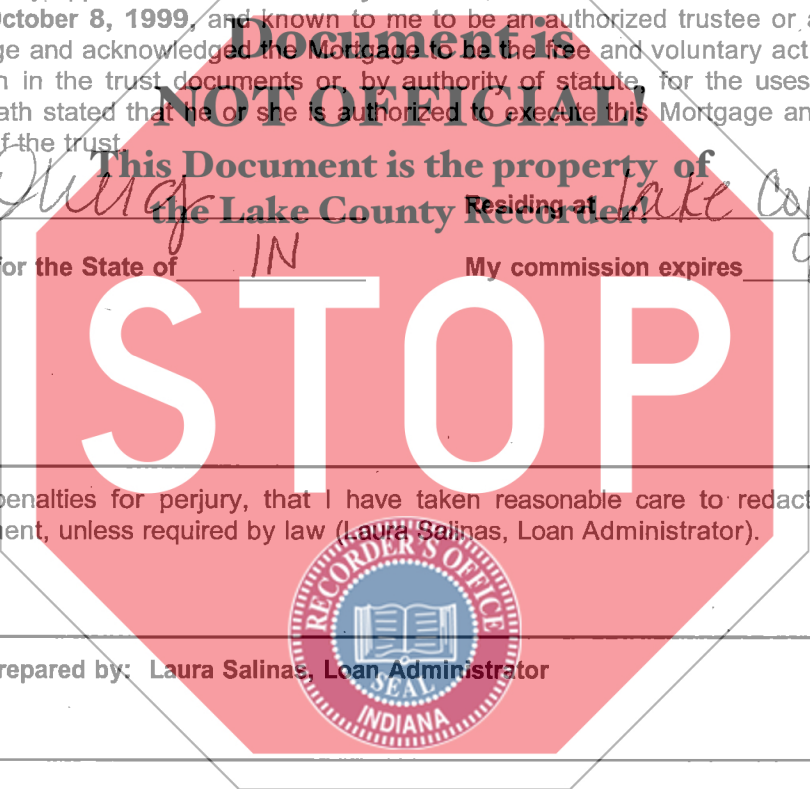 October 8, 1999, and known to me to be an authorized trustee or
Document is
ge and acknowledged the Mortgage to be the free and voluntary act
n in the trust documents or, by authority of statute, for the uses
NOT OFFICIAL!
ath stated that he or she is authorized to execute this Mortgage an
f the trust.
This Document is the property of
the Lake County Recorder!
Residing at Lake Co
for the State of IN My commission expires
STOP
penalties for perjury, that I have taken reasonable care to redact
ment, unless required by law (Laura Salinas, Loan Administrator).
RECORDER'S OFFICE
SEAL
INDIANA
repared by: Laura Salinas, Loan Administrator